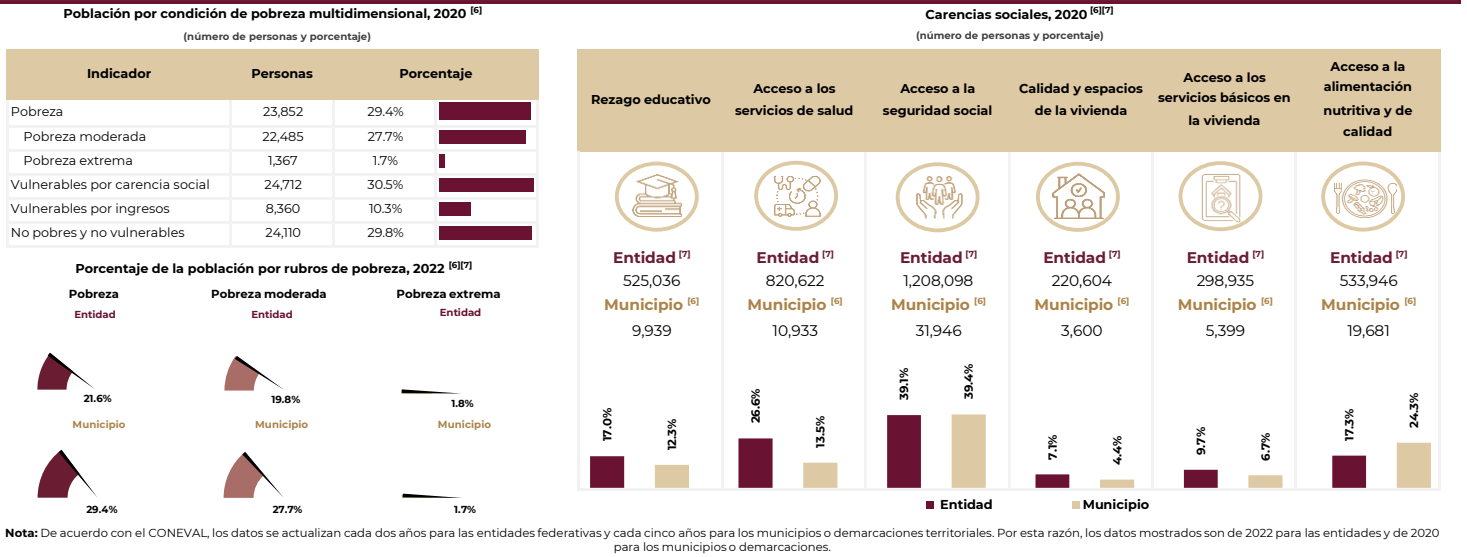 Población por condición de pobreza multidimensional, 2020 [6]
(número de personas y porcentaje)
Indicador Personas Porcentaje
Pobreza 23,852 29.4%
Pobreza moderada 22,485 27.7%
Pobreza extrema 1,367 1.7%
Vulnerables por carencia social 24,712 30.5%
Vulnerables por ingresos 8,360 10.3%
No pobres y no vulnerables 24,110 29.8%
Porcentaje de la población por rubros de pobreza, 2022 [6][7]
Pobreza Pobreza moderada Pobreza extrema
Entidad Entidad Entidad
21.6% 19.8% 1.8%
Municipio Municipio Municipio
29.4% 27.7% 1.7%
Carencias sociales, 2020 [6][7]
(número de personas y porcentaje)
Rezago educativo
Acceso a los
servicios de salud
Acceso a la
seguridad social
Calidad y espacios
de la vivienda
Acceso a los
servicios básicos en
la vivienda
Acceso a la
alimentación
nutritiva y de
calidad
Entidad [7] Entidad [7] Entidad [7] Entidad [7] Entidad [7] Entidad [7]
525,036 820,622 1,208,098 220,604 298,935 533,946
Municipio [6] Municipio [6] Municipio [6] Municipio [6] Municipio [6] Municipio [6]
9,939 10,933 31,946 3,600 5,399 19,681
17.0% 12.3% 26.6% 13.5% 39.1% 39.4% 7.1% 4.4% 9.7% 6.7% 17.3% 24.3%
Entidad Municipio
Nota: De acuerdo con el CONEVAL, los datos se actualizan cada dos años para las entidades federativas y cada cinco años para los municipios o demarcaciones territoriales. Por esta razón, los datos mostrados son de 2022 para las entidades y de 2020
para los municipios o demarcaciones.